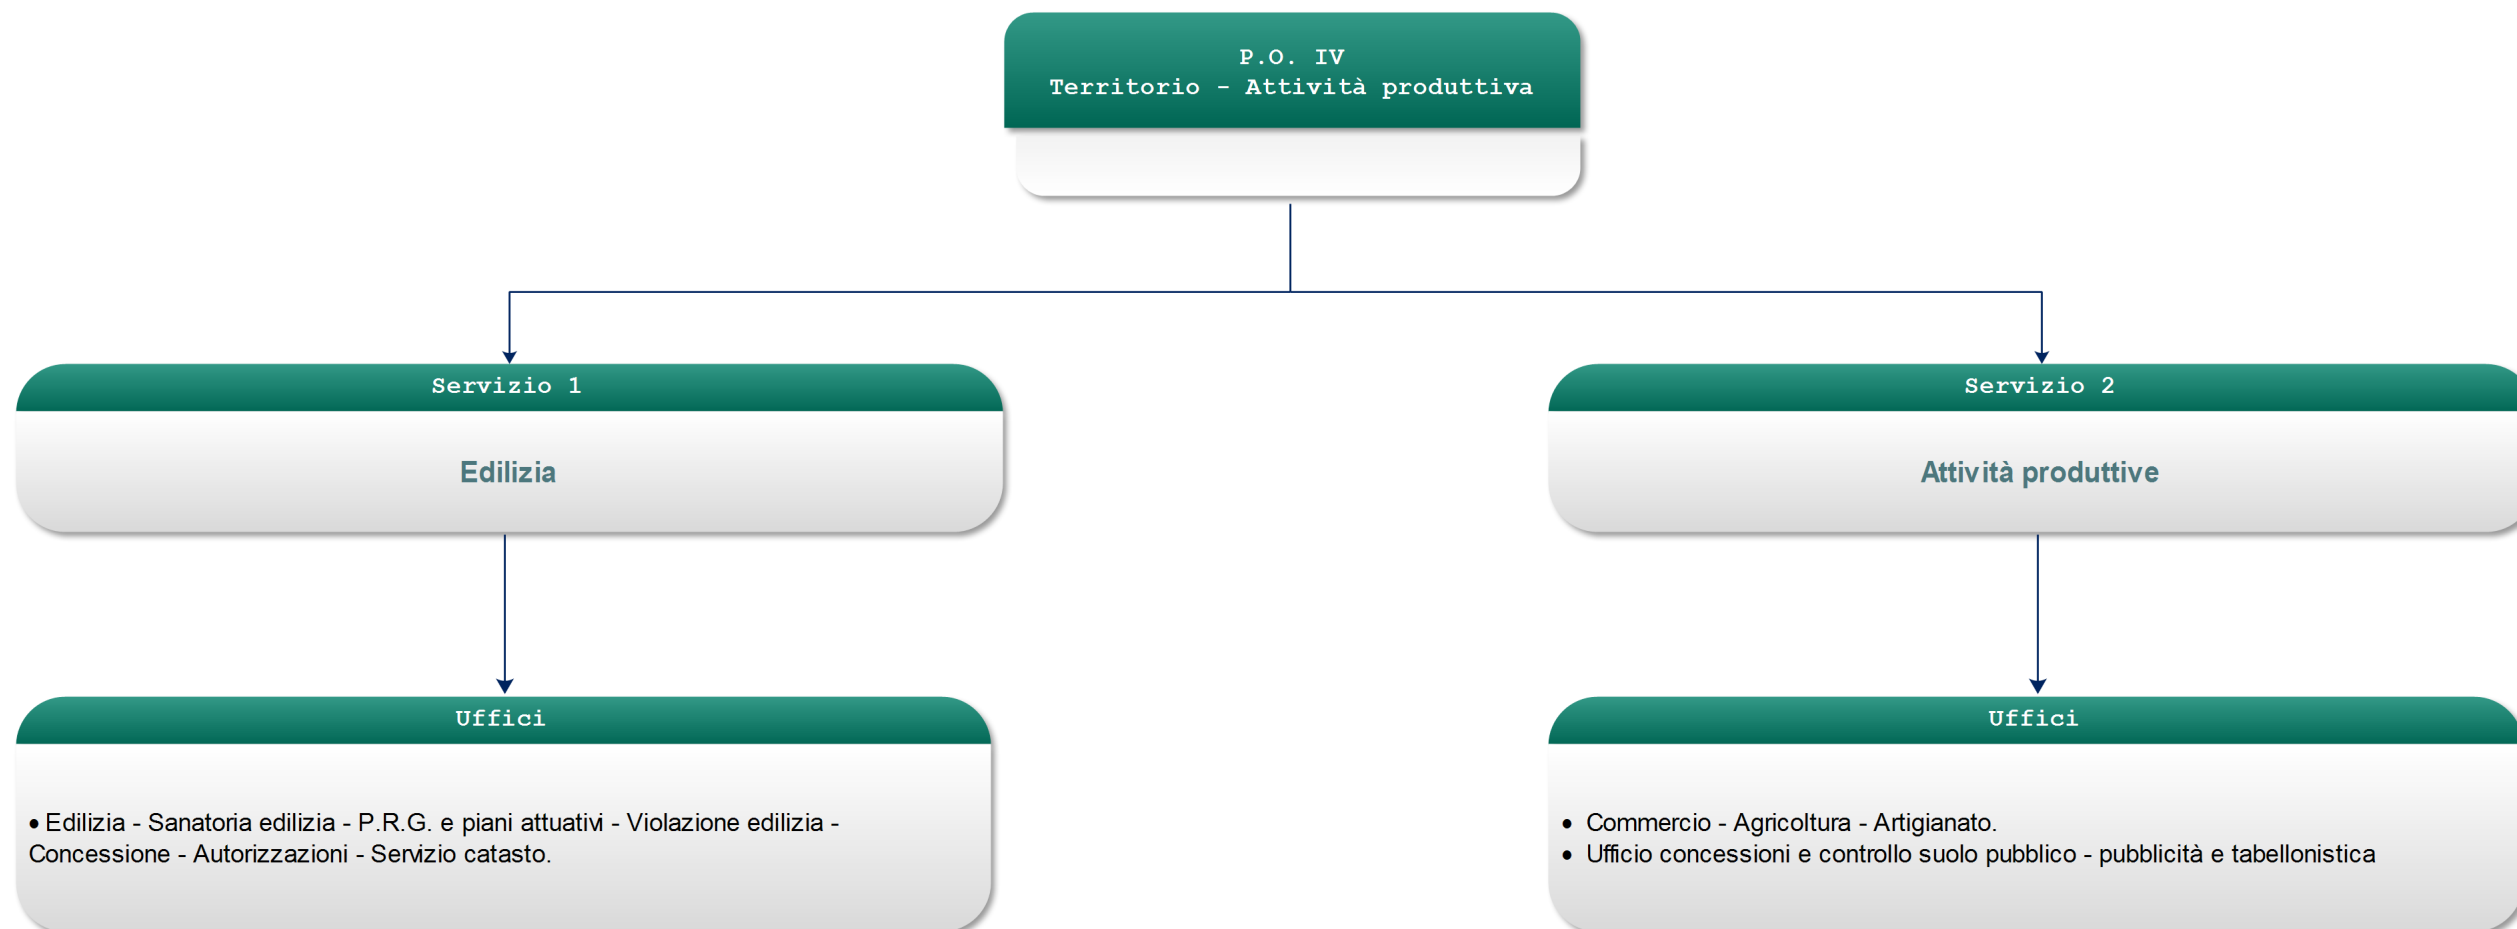 P.O. IV
Territorio - Attività produttiva
Servizio 1
Servizio 2
Edilizia
Attività produttive
Uffici
Uffici
• Edilizia - Sanatoria edilizia - P.R.G. e piani attuativi - Violazione edilizia -
Concessione - Autorizzazioni - Servizio catasto.
• Commercio - Agricoltura - Artigianato.
• Ufficio concessioni e controllo suolo pubblico - pubblicità e tabellonistica